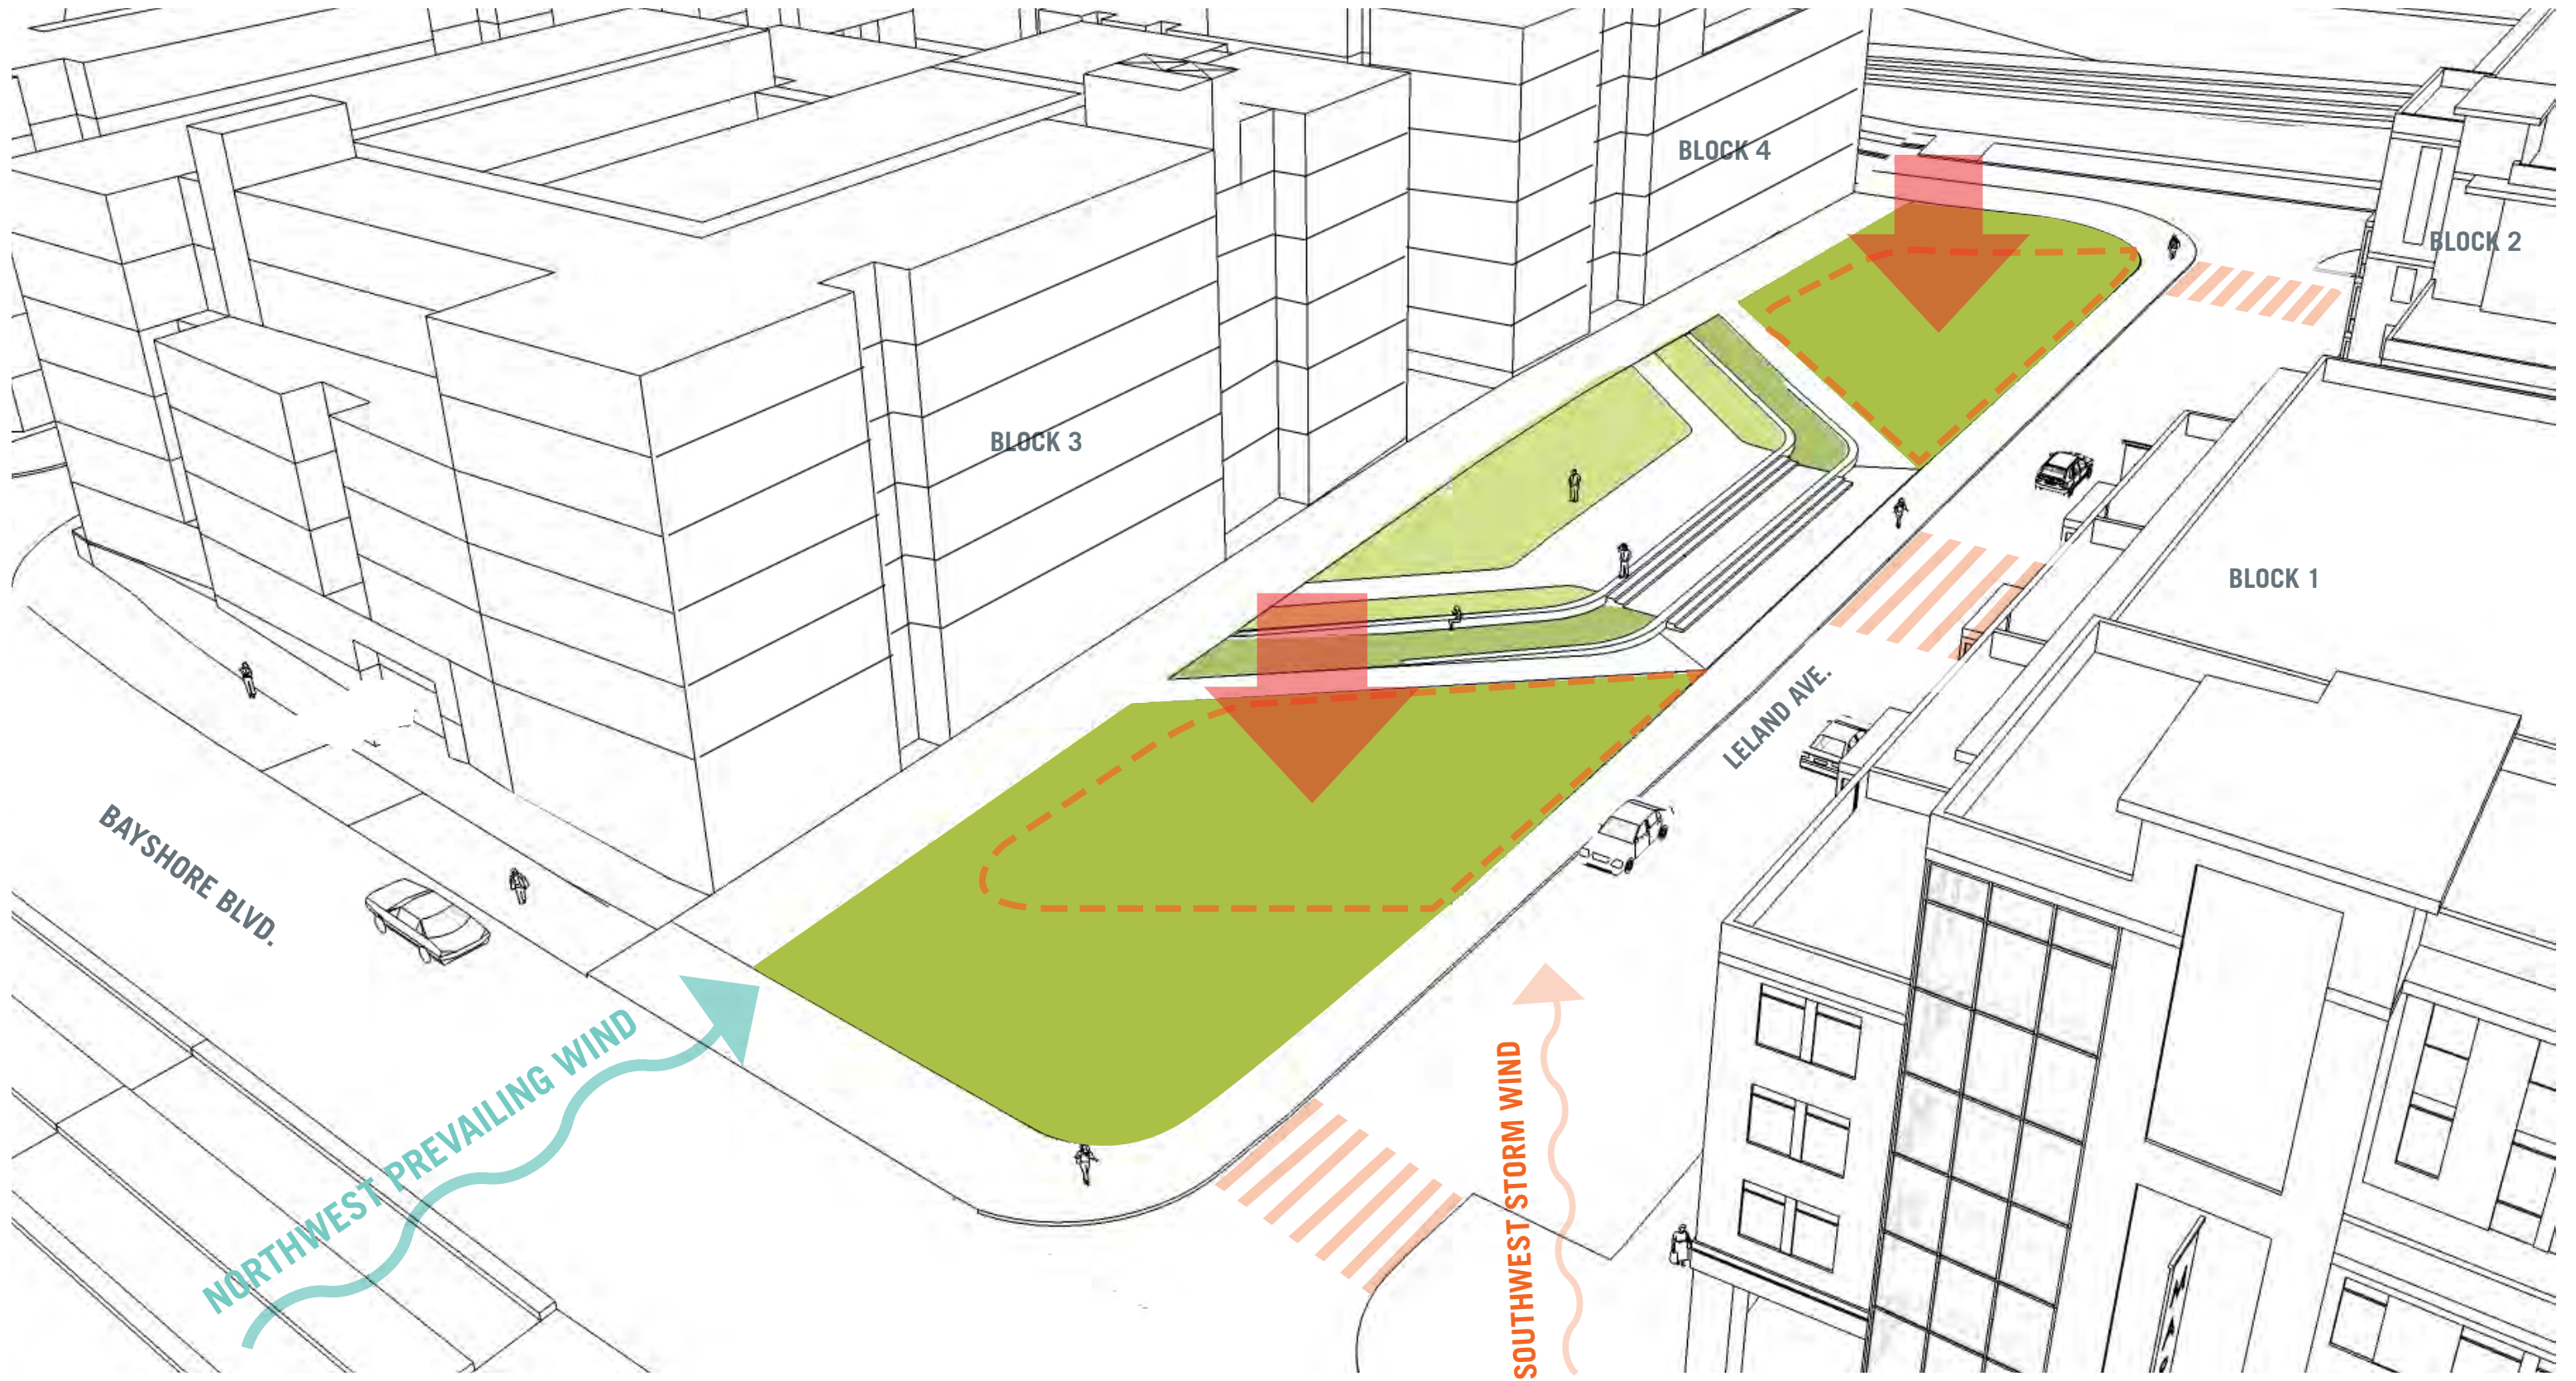 BLOCK 4
BLOCK 2
BLOCK 3
BLOCK 1
LELAND AVE.
BAYSHORE BLVD.
NORTHWEST PREVAILING WIND
SOUTHWEST STORM WIND